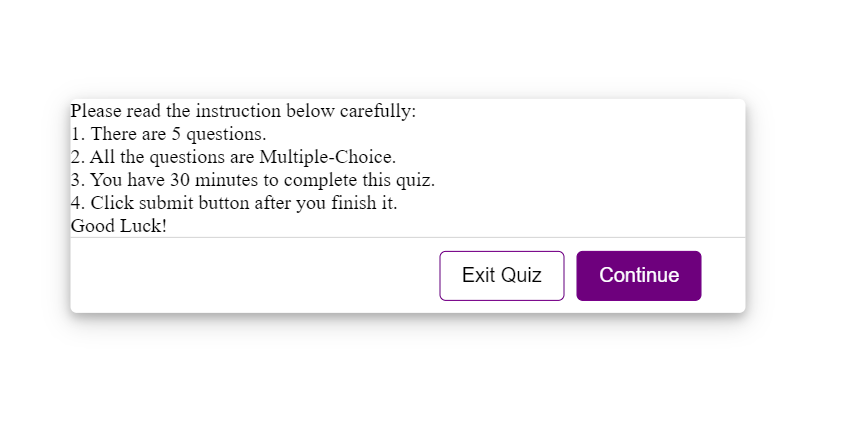 Please read the instruction below carefully:
1. There are 5 questions.
2. All the questions are Multiple-Choice.
3. You have 30 minutes to complete this quiz.
4. Click submit button after you finish it.
Good Luck!
Exit Quiz
Continue